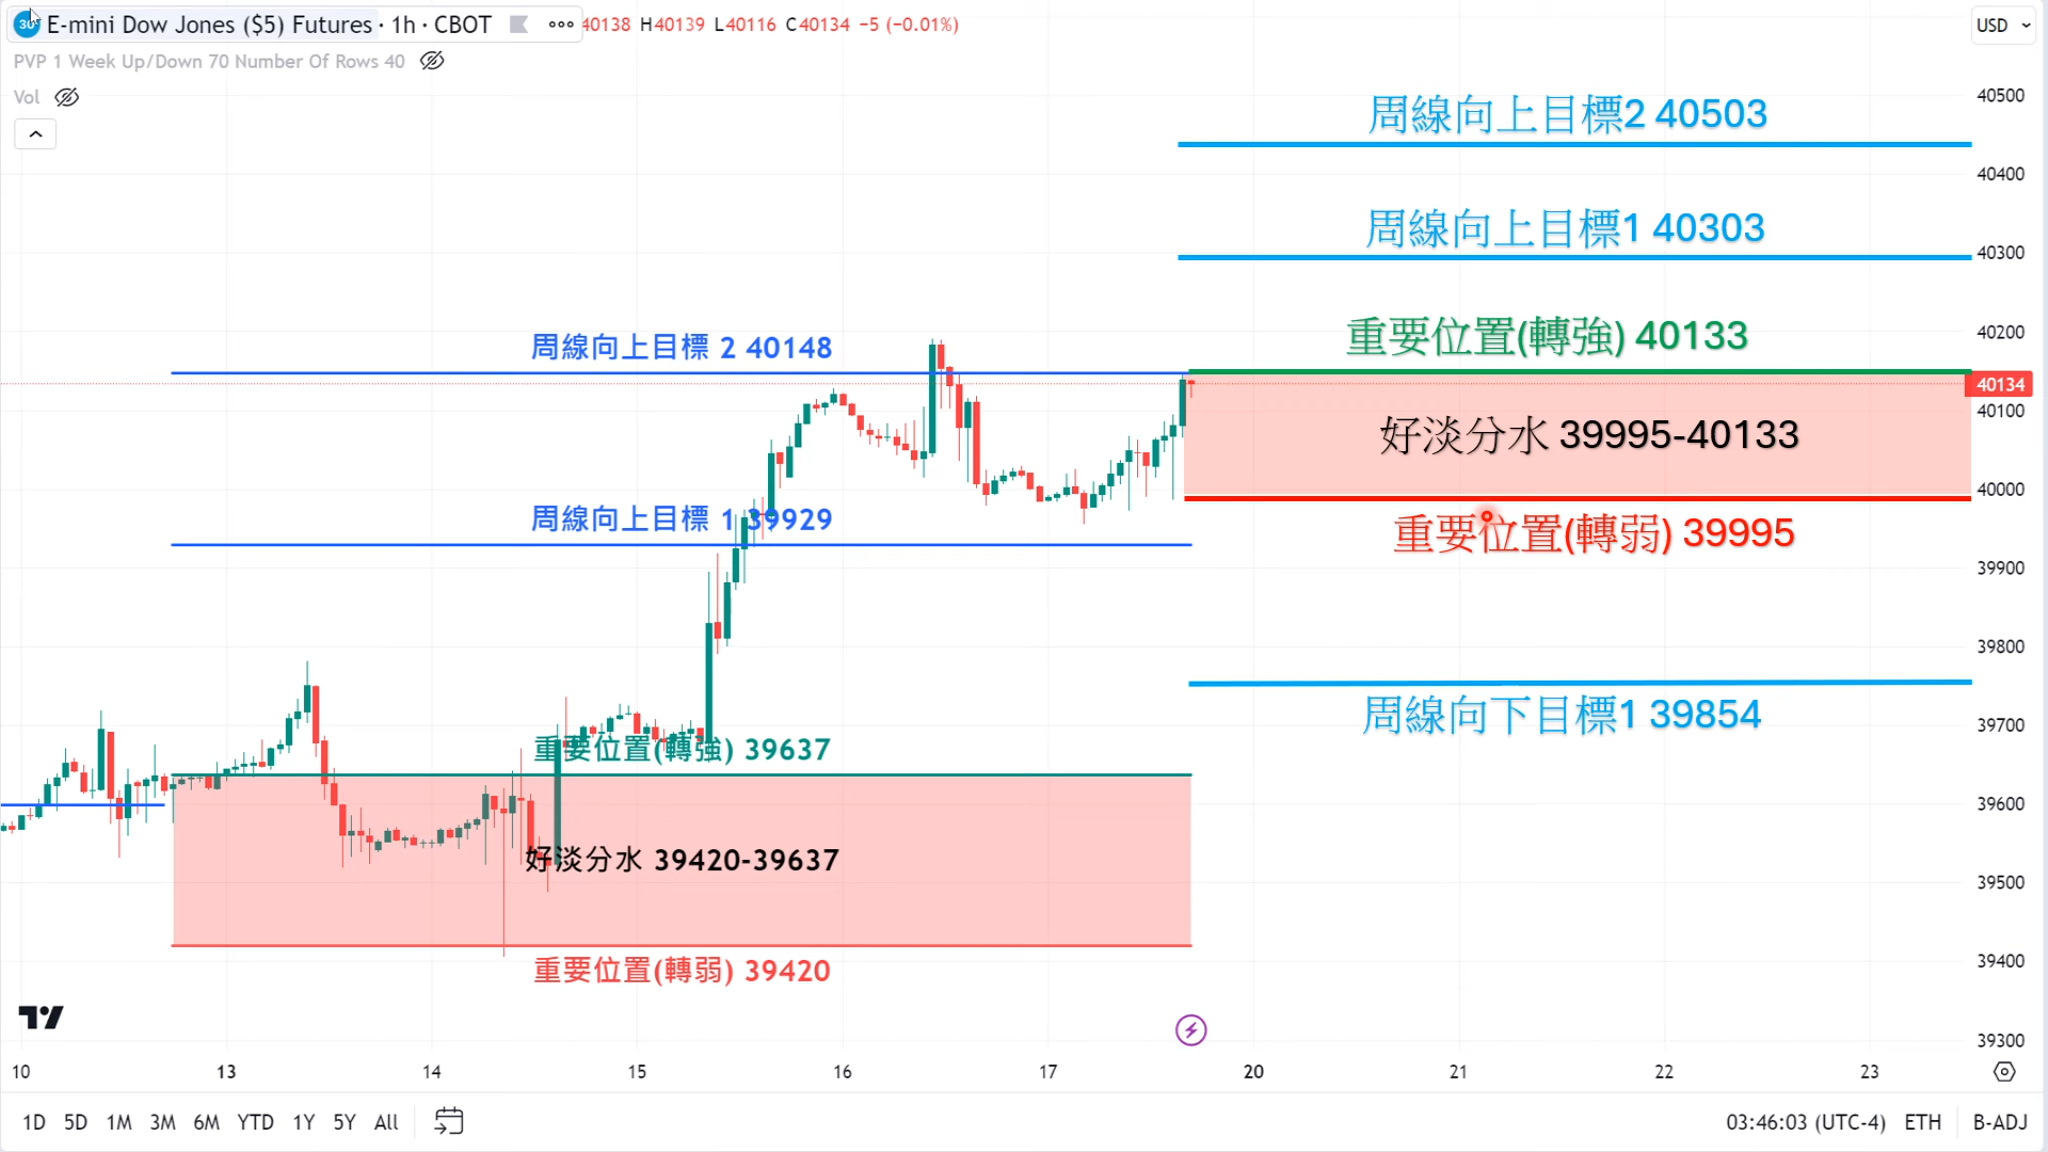 30 E-mini Dow Jones ($5) Futures · 1h · CBOT 40138 H40139 L40116 C40134 −5 (−0.01%)
USD
PVP 1 Week Up/Down 70 Number Of Rows 40
Vol
40500
周線向上目標2 40503
40400
周線向上目標1 40303
40300
重要位置(轉強) 40133
40200
周線向上目標 2 40148
40134
40100
好淡分水 39995-40133
40000
周線向上目標 1 39929
重要位置(轉弱) 39995
39900
39800
周線向下目標1 39854
39700
重要位置(轉強) 39637
39600
好淡分水 39420-39637
39500
39400
重要位置(轉弱) 39420
39300
10 13 14 15 16 17 20 21 22 23
1D 5D 1M 3M 6M YTD 1Y 5Y All
03:46:03 (UTC-4) ETH B-ADJ